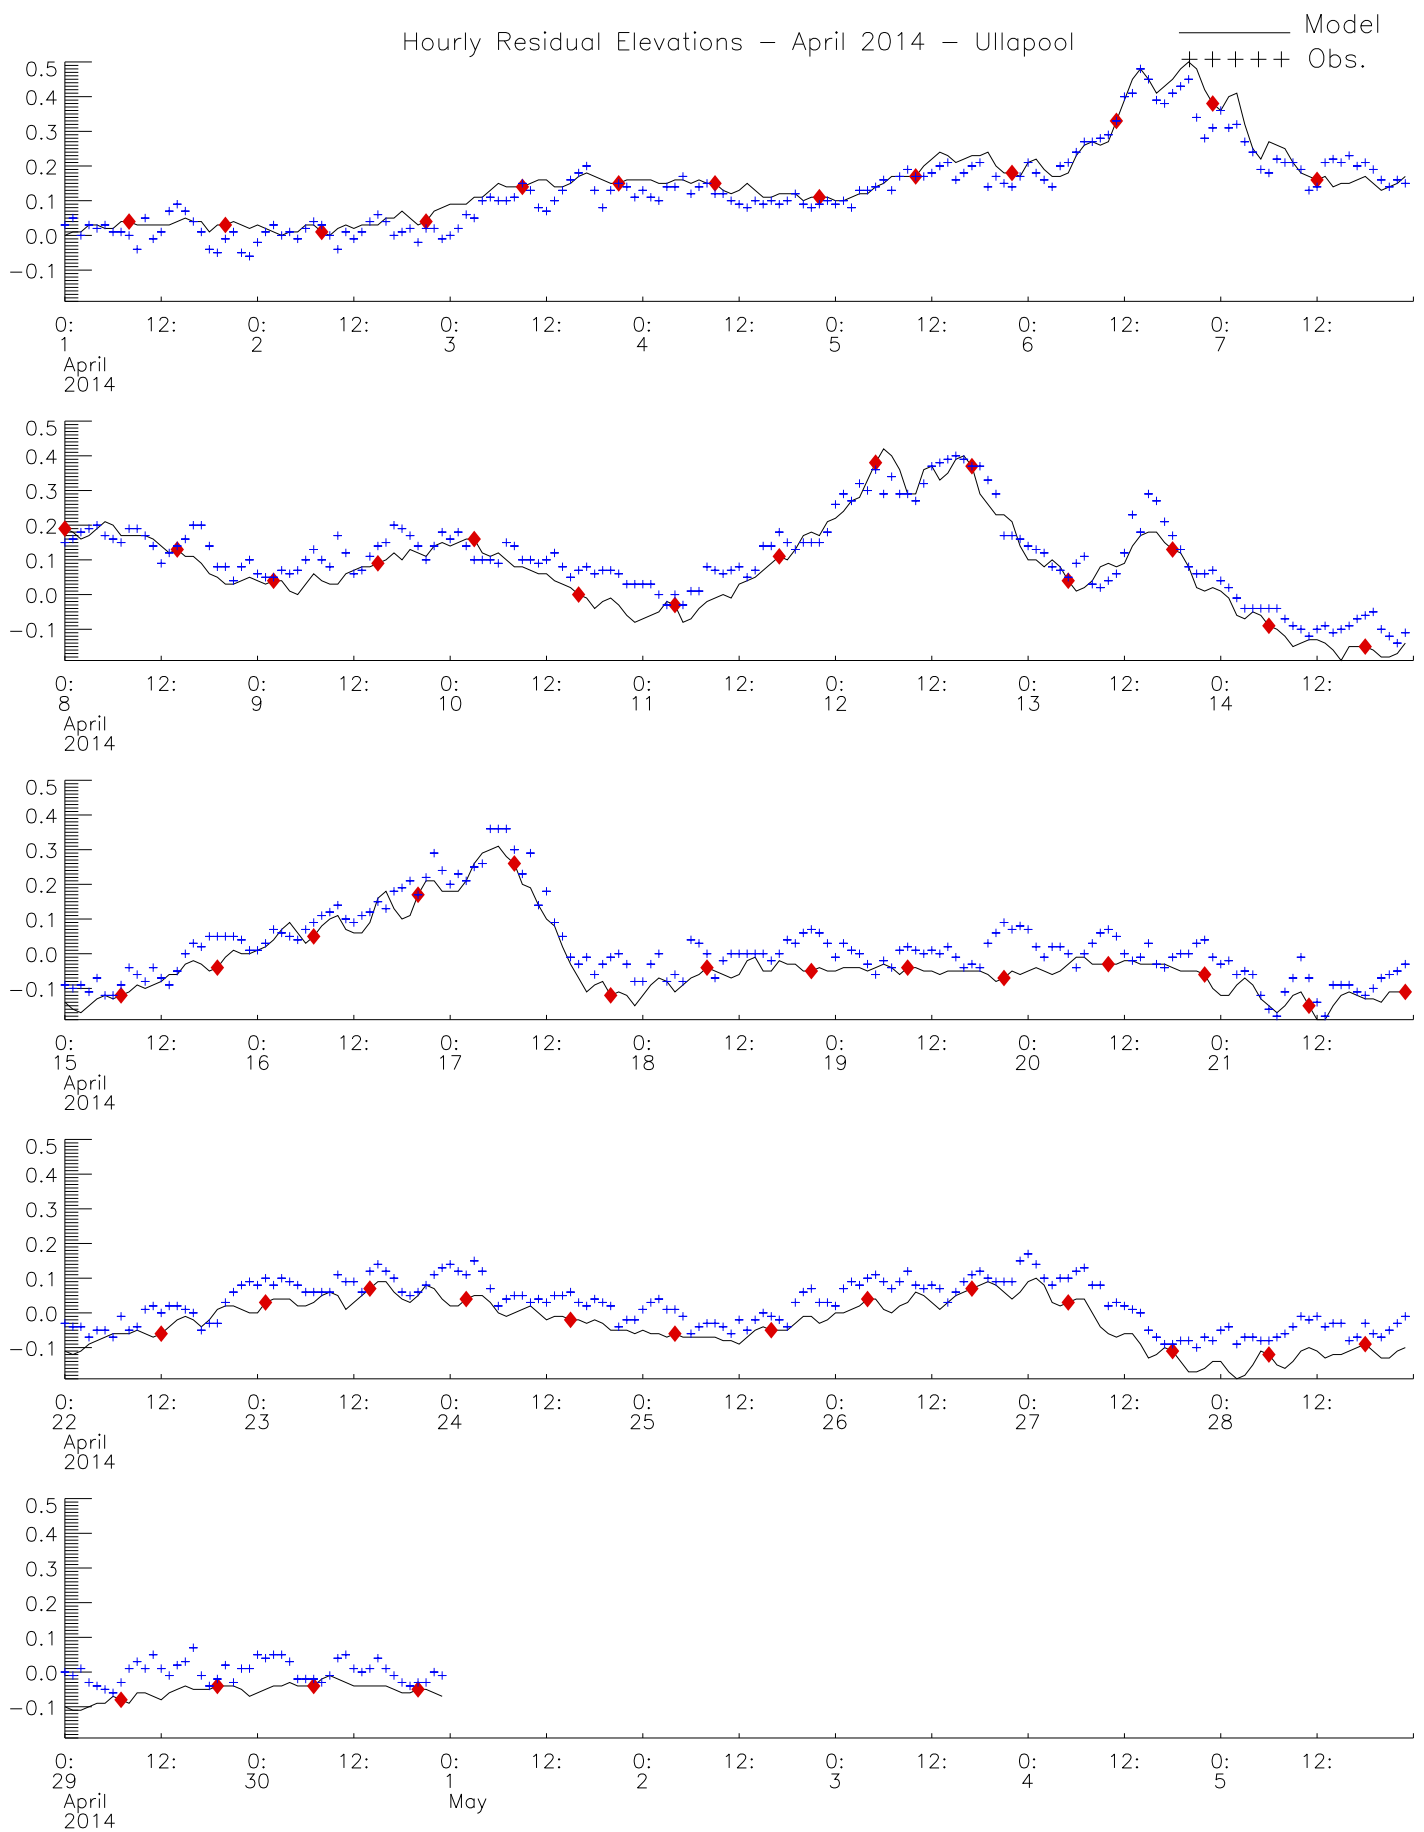 Hourly Residual Elevations – April 2014 – Ullapool
Model
+++++ Obs.
0.5
0.4
0.3
0.2
0.1
0.0
−0.1
0: 12: 0: 12: 0: 12: 0: 12: 0: 12: 0: 12: 0: 12:
1 2 3 4 5 6 7
April
2014
0.5
0.4
0.3
0.2
0.1
0.0
−0.1
0: 12: 0: 12: 0: 12: 0: 12: 0: 12: 0: 12: 0: 12:
8 9 10 11 12 13 14
April
2014
0.5
0.4
0.3
0.2
0.1
0.0
−0.1
0: 12: 0: 12: 0: 12: 0: 12: 0: 12: 0: 12: 0: 12:
15 16 17 18 19 20 21
April
2014
0.5
0.4
0.3
0.2
0.1
0.0
−0.1
0: 12: 0: 12: 0: 12: 0: 12: 0: 12: 0: 12: 0: 12:
22 23 24 25 26 27 28
April
2014
0.5
0.4
0.3
0.2
0.1
0.0
−0.1
0: 12: 0: 12: 0: 12: 0: 12: 0: 12: 0: 12: 0: 12:
29 30 1 2 3 4 5
April May
2014